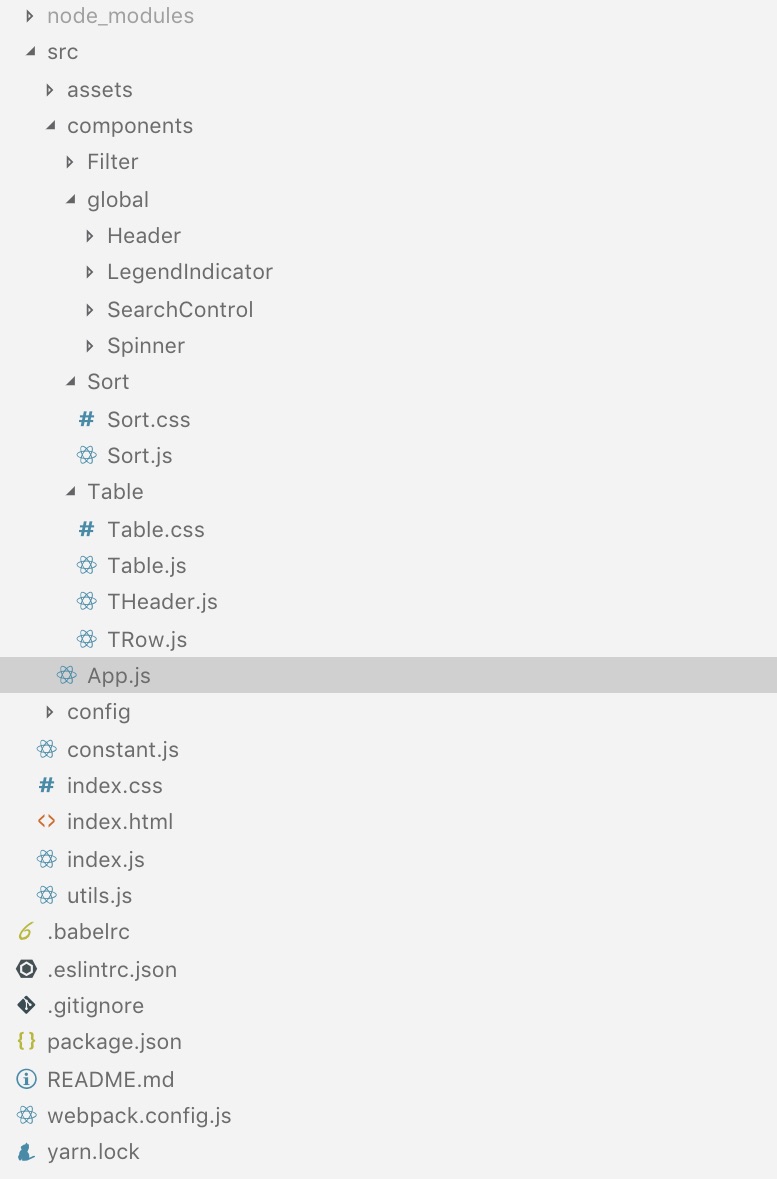 node_modules
src
assets
components
Filter
global
Header
LegendIndicator
SearchControl
Spinner
Sort
Sort.css
Sort.js
Table
Table.css
Table.js
THeader.js
TRow.js
App.js
config
constant.js
index.css
index.html
index.js
utils.js
.babelrc
.eslintrc.json
.gitignore
package.json
README.md
webpack.config.js
yarn.lock